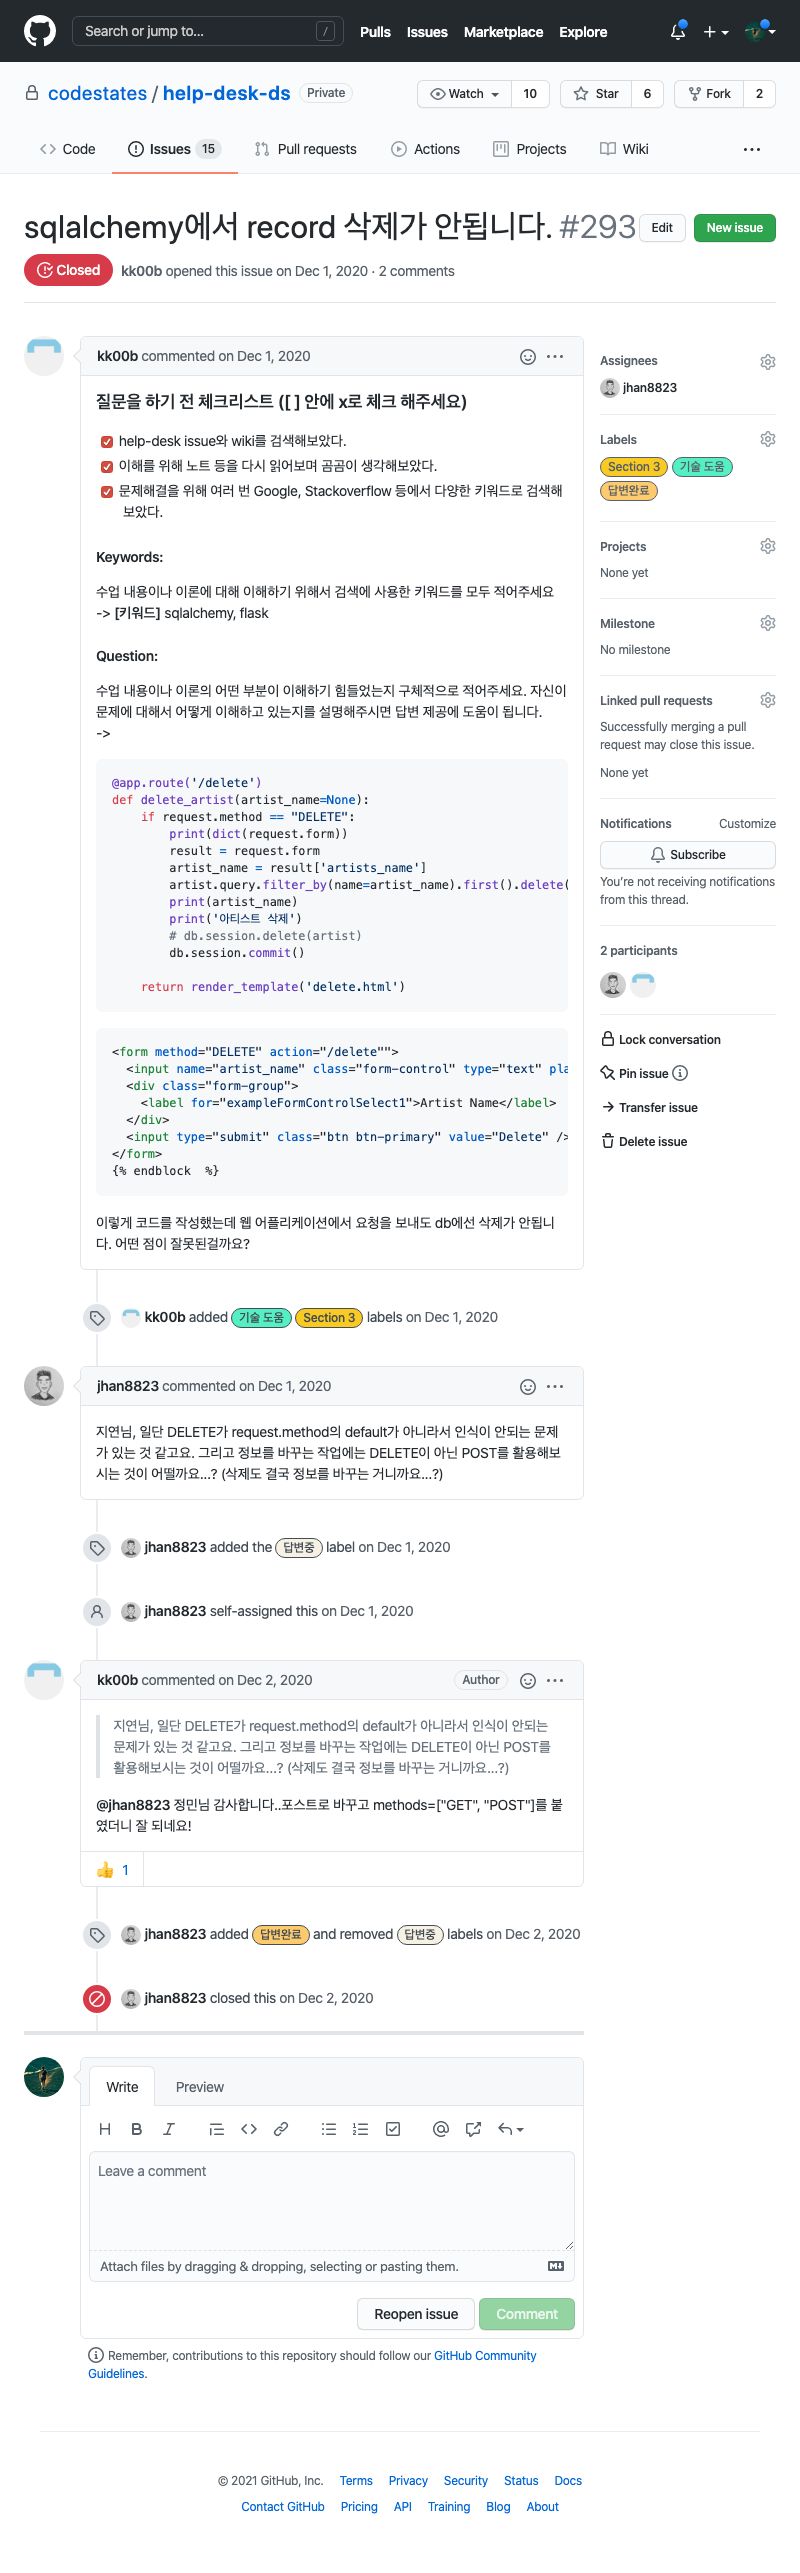 Search or jump to...
/
Pulls Issues Marketplace Explore
codestates / help-desk-ds Private
Watch 10 Star 6 Fork 2
Code Issues 15 Pull requests Actions Projects Wiki
sqlalchemy에서 record 삭제가 안됩니다. #293
Edit New issue
Closed kk00b opened this issue on Dec 1, 2020 · 2 comments
kk00b commented on Dec 1, 2020
질문을 하기 전 체크리스트 ([ ] 안에 x로 체크 해주세요)
help-desk issue와 wiki를 검색해보았다.
이해를 위해 노트 등을 다시 읽어보며 곰곰이 생각해보았다.
문제해결을 위해 여러 번 Google, Stackoverflow 등에서 다양한 키워드로 검색해
보았다.
Keywords:
수업 내용이나 이론에 대해 이해하기 위해서 검색에 사용한 키워드를 모두 적어주세요
-> [키워드] sqlalchemy, flask
Question:
수업 내용이나 이론의 어떤 부분이 이해하기 힘들었는지 구체적으로 적어주세요. 자신이
문제에 대해서 어떻게 이해하고 있는지를 설명해주시면 답변 제공에 도움이 됩니다.
->
@app.route('/delete')
def delete_artist(artist_name=None):
if request.method == "DELETE":
print(dict(request.form))
result = request.form
artist_name = result['artists_name']
artist.query.filter_by(name=artist_name).first().delete(
print(artist_name)
print('아티스트 삭제')
# db.session.delete(artist)
db.session.commit()
return render_template('delete.html')
<form method="DELETE" action="/delete"">
<input name="artist_name" class="form-control" type="text" pla
<div class="form-group">
<label for="exampleFormControlSelect1">Artist Name</label>
</div>
<input type="submit" class="btn btn-primary" value="Delete" />
</form>
{% endblock  %}
이렇게 코드를 작성했는데 웹 어플리케이션에서 요청을 보내도 db에선 삭제가 안됩니
다. 어떤 점이 잘못된걸까요?
kk00b added 기술 도움 Section 3 labels on Dec 1, 2020
jhan8823 commented on Dec 1, 2020
지연님, 일단 DELETE가 request.method의 default가 아니라서 인식이 안되는 문제
가 있는 것 같고요. 그리고 정보를 바꾸는 작업에는 DELETE이 아닌 POST를 활용해보
시는 것이 어떨까요...? (삭제도 결국 정보를 바꾸는 거니까요...?)
jhan8823 added the 답변중 label on Dec 1, 2020
jhan8823 self-assigned this on Dec 1, 2020
kk00b commented on Dec 2, 2020 Author
지연님, 일단 DELETE가 request.method의 default가 아니라서 인식이 안되는
문제가 있는 것 같고요. 그리고 정보를 바꾸는 작업에는 DELETE이 아닌 POST를
활용해보시는 것이 어떨까요...? (삭제도 결국 정보를 바꾸는 거니까요...?)
@jhan8823 정민님 감사합니다..포스트로 바꾸고 methods=["GET", "POST"]를 붙
였더니 잘 되네요!
1
jhan8823 added 답변완료 and removed 답변중 labels on Dec 2, 2020
jhan8823 closed this on Dec 2, 2020
Write Preview
H B I @
Leave a comment
Attach files by dragging & dropping, selecting or pasting them.
Reopen issue Comment
Remember, contributions to this repository should follow our GitHub Community
Guidelines.
Assignees
jhan8823
Labels
Section 3 기술 도움
답변완료
Projects
None yet
Milestone
No milestone
Linked pull requests
Successfully merging a pull
request may close this issue.
None yet
Notifications Customize
Subscribe
You're not receiving notifications
from this thread.
2 participants
Lock conversation
Pin issue
Transfer issue
Delete issue
© 2021 GitHub, Inc. Terms Privacy Security Status Docs
Contact GitHub Pricing API Training Blog About